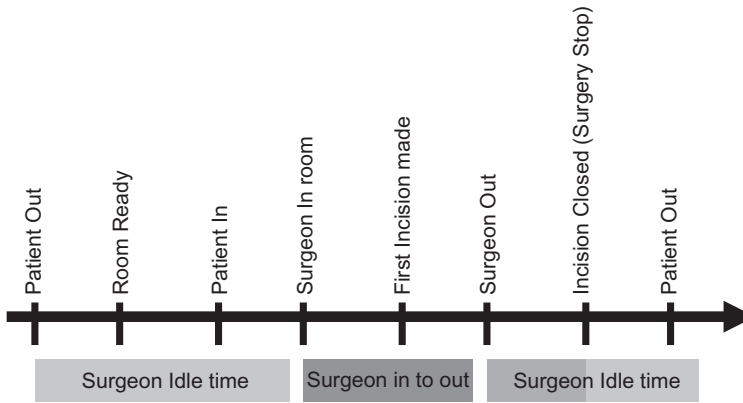 Patient Out
Room Ready
Patient In
Surgeon In room
First Incision made
Surgeon Out
Incision Closed (Surgery Stop)
Patient Out
Surgeon Idle time
Surgeon in to out
Surgeon Idle time